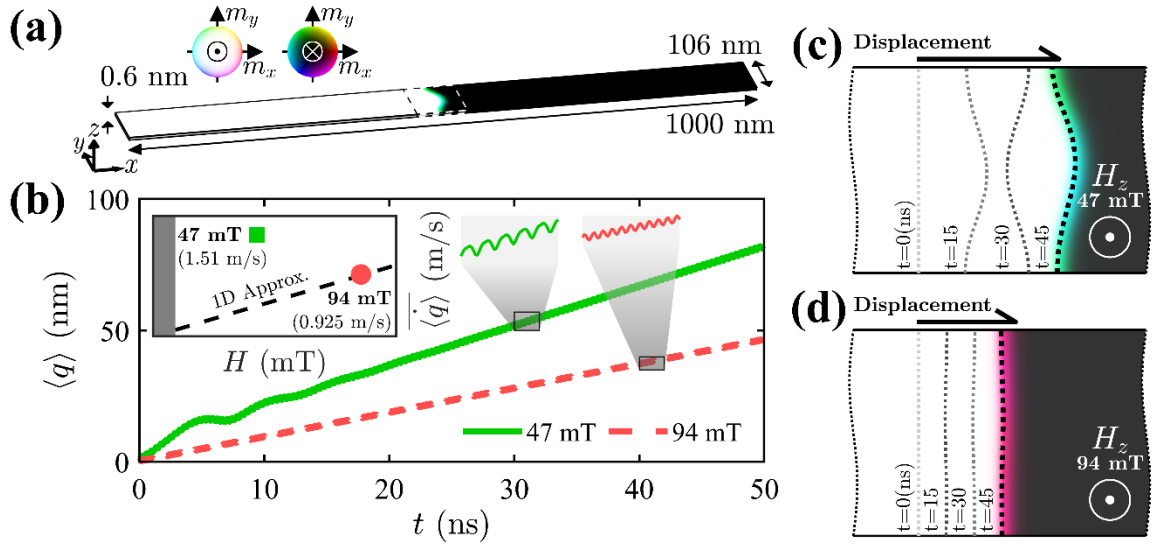 (a)
m_y
m_y
m_x
m_x
0.6 nm
106 nm
1000 nm
z
y
x
(b)
100
50
0
⟨q⟩ (nm)
47 mT
(1.51 m/s)
1D Approx.
94 mT
(0.925 m/s)
H (mT)
\overline{⟨\dot{q}⟩} (m/s)
47 mT
94 mT
0
10
20
30
40
50
t (ns)
(c)
Displacement
t=0(ns)
t=15
t=30
t=45
H_z
47 mT
(d)
Displacement
t=0(ns)
t=15
t=30
t=45
H_z
94 mT